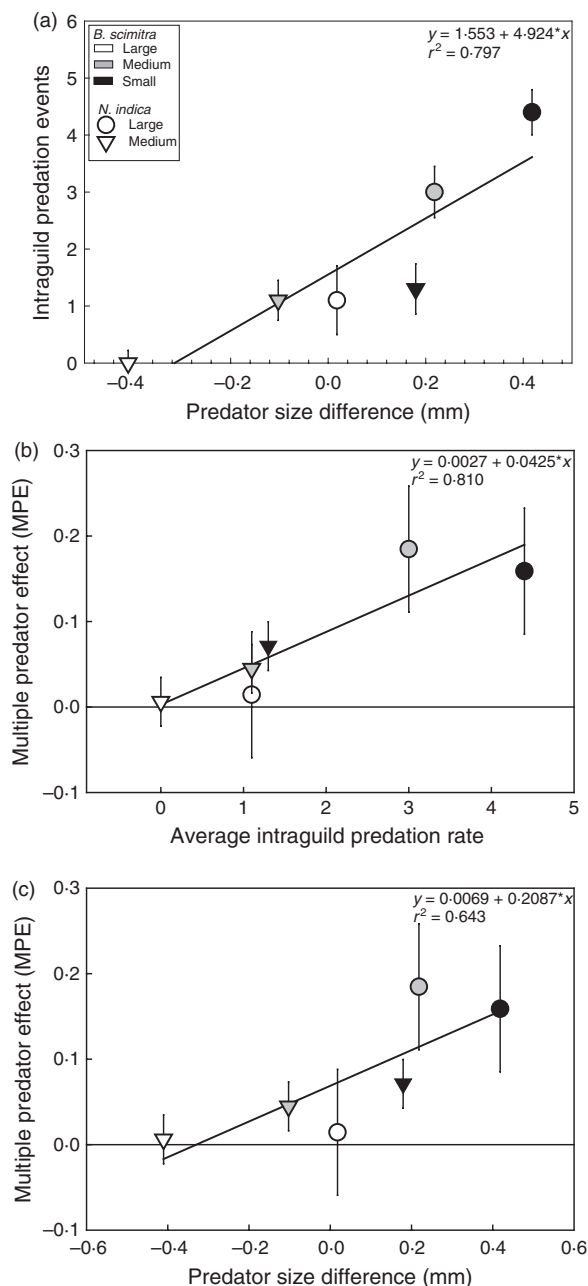 (a)
y = 1·553 + 4·924*x
r² = 0·797
B. scimitra
Large
Medium
Small
N. indica
Large
Medium
Intraguild predation events
6
5
4
3
2
1
0
–0.4
–0.2
0.0
0.2
0.4
Predator size difference (mm)
(b)
y = 0·0027 + 0·0425*x
r² = 0·810
Multiple predator effect (MPE)
0·3
0·2
0·1
0·0
–0·1
0
1
2
3
4
5
Average intraguild predation rate
(c)
y = 0·0069 + 0·2087*x
r² = 0·643
Multiple predator effect (MPE)
0·3
0·2
0·1
0·0
–0·1
–0·6
–0·4
–0·2
0·0
0·2
0·4
0·6
Predator size difference (mm)